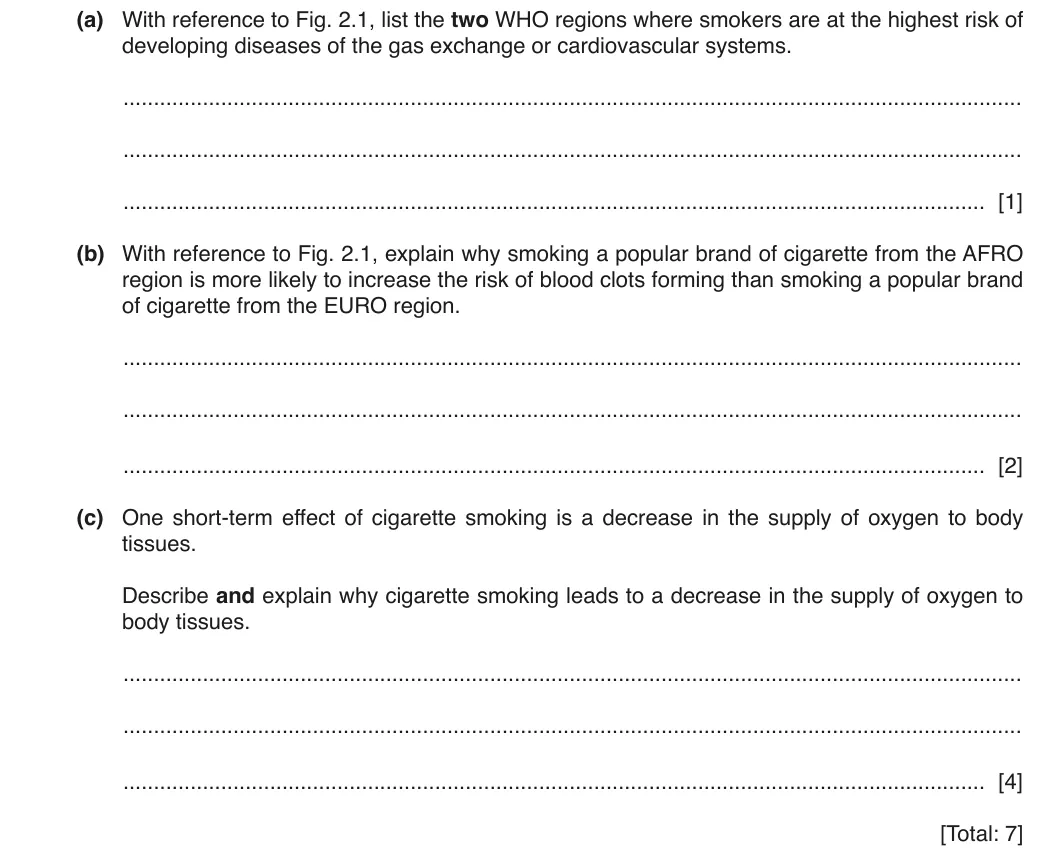 (a) With reference to Fig. 2.1, list the two WHO regions where smokers are at the highest risk of
developing diseases of the gas exchange or cardiovascular systems.
..........................................................................................................................................................
..........................................................................................................................................................
.................................................................................................................................................... [1]
(b) With reference to Fig. 2.1, explain why smoking a popular brand of cigarette from the AFRO
region is more likely to increase the risk of blood clots forming than smoking a popular brand
of cigarette from the EURO region.
..........................................................................................................................................................
..........................................................................................................................................................
.................................................................................................................................................... [2]
(c) One short-term effect of cigarette smoking is a decrease in the supply of oxygen to body
tissues.
Describe and explain why cigarette smoking leads to a decrease in the supply of oxygen to
body tissues.
..........................................................................................................................................................
..........................................................................................................................................................
.................................................................................................................................................... [4]
[Total: 7]